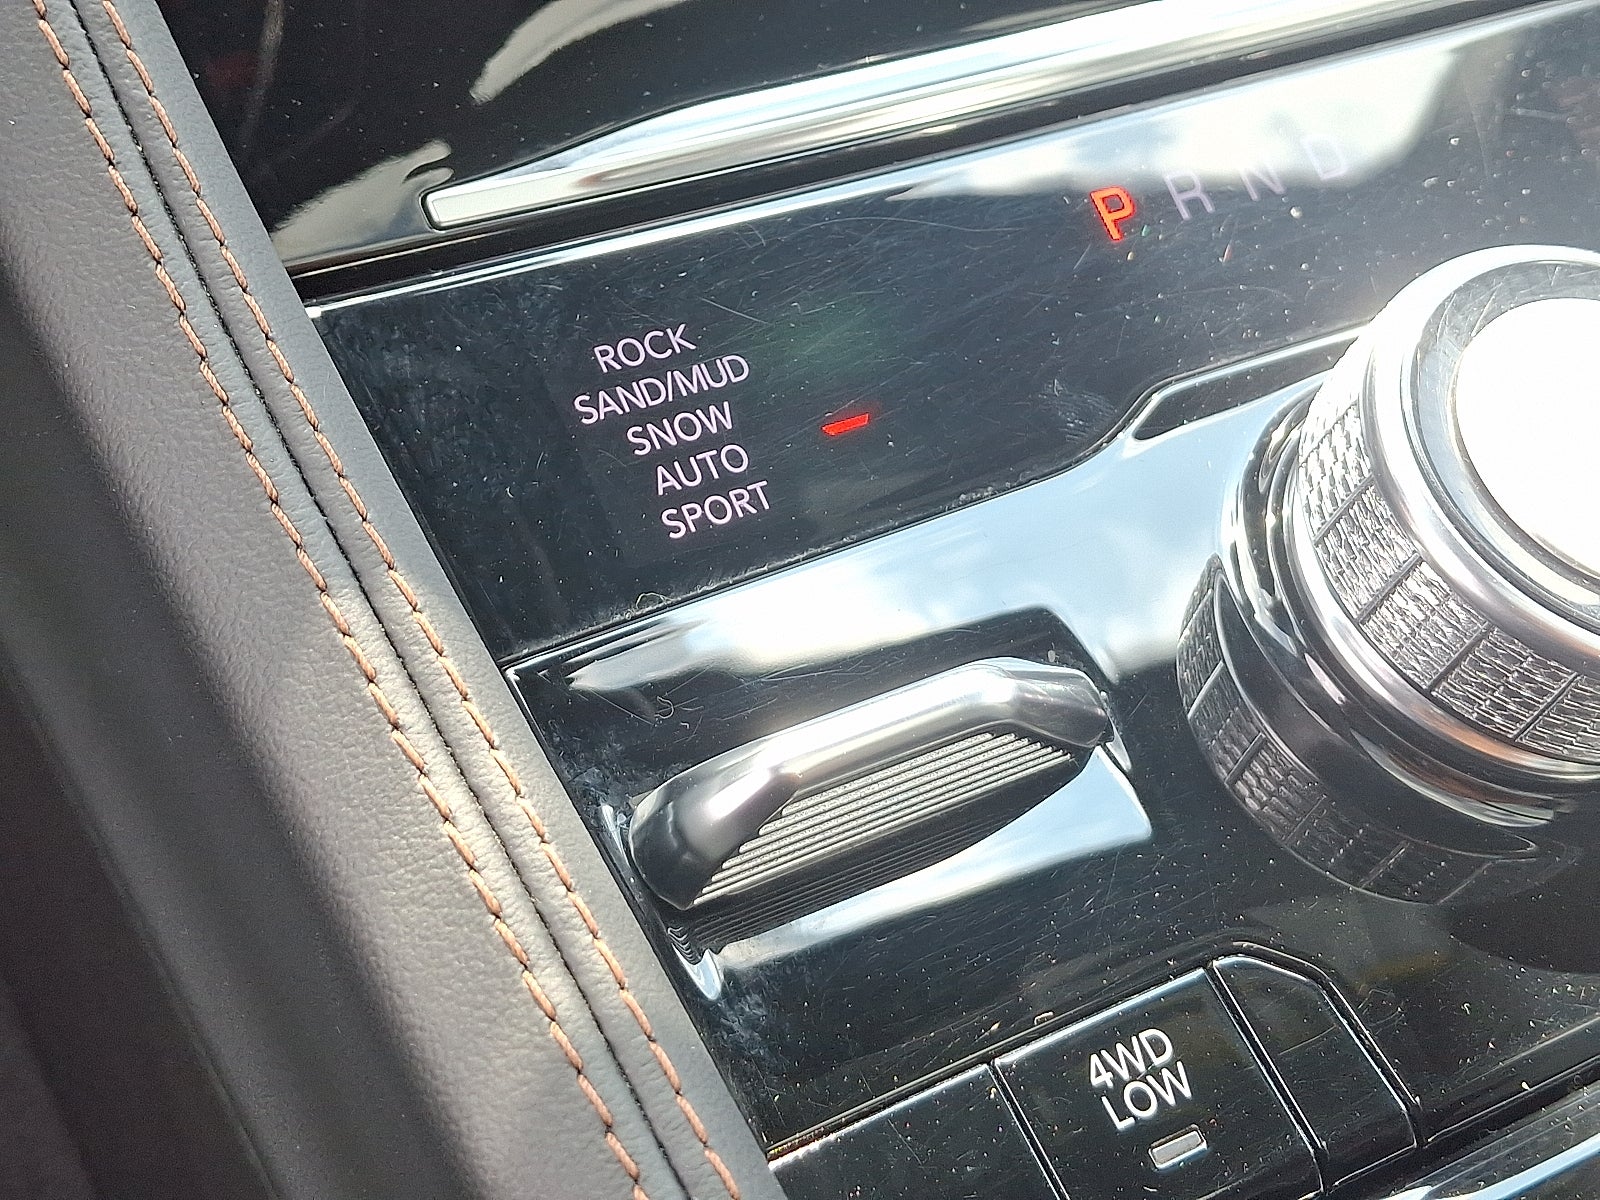 P R N D
ROCK
SAND/MUD
SNOW
AUTO
SPORT
4WD
LOW